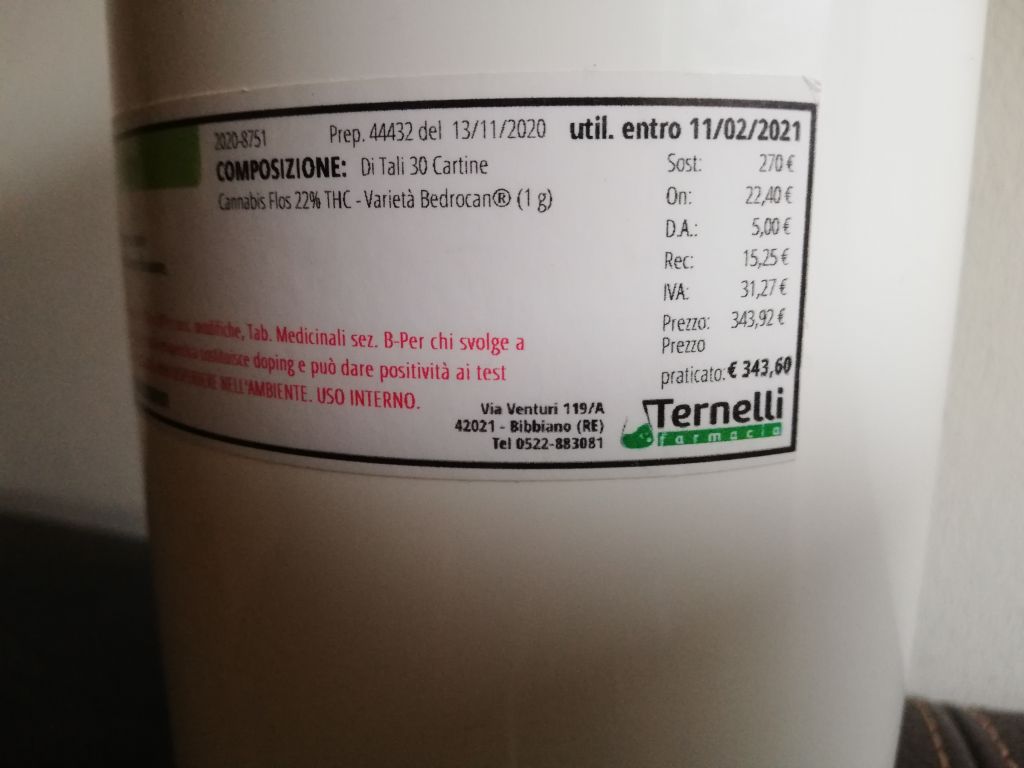 2020-8751 Prep. 44432 del 13/11/2020 util. entro 11/02/2021
COMPOSIZIONE: Di Tali 30 Cartine
Cannabis Flos 22% THC - Varietà Bedrocan® (1 g)
Sost: 270 €
On: 22,40 €
D.A.: 5,00 €
Rec: 15,25 €
IVA: 31,27 €
Prezzo: 343,92 €
Prezzo
praticato: € 343,60
modifiche, Tab. Medicinali sez. B-Per chi svolge a
costituisce doping e può dare positività ai test
NELL'AMBIENTE. USO INTERNO.
Via Venturi 119/A
42021 - Bibbiano (RE)
Tel 0522-883081
Ternelli
farmacia